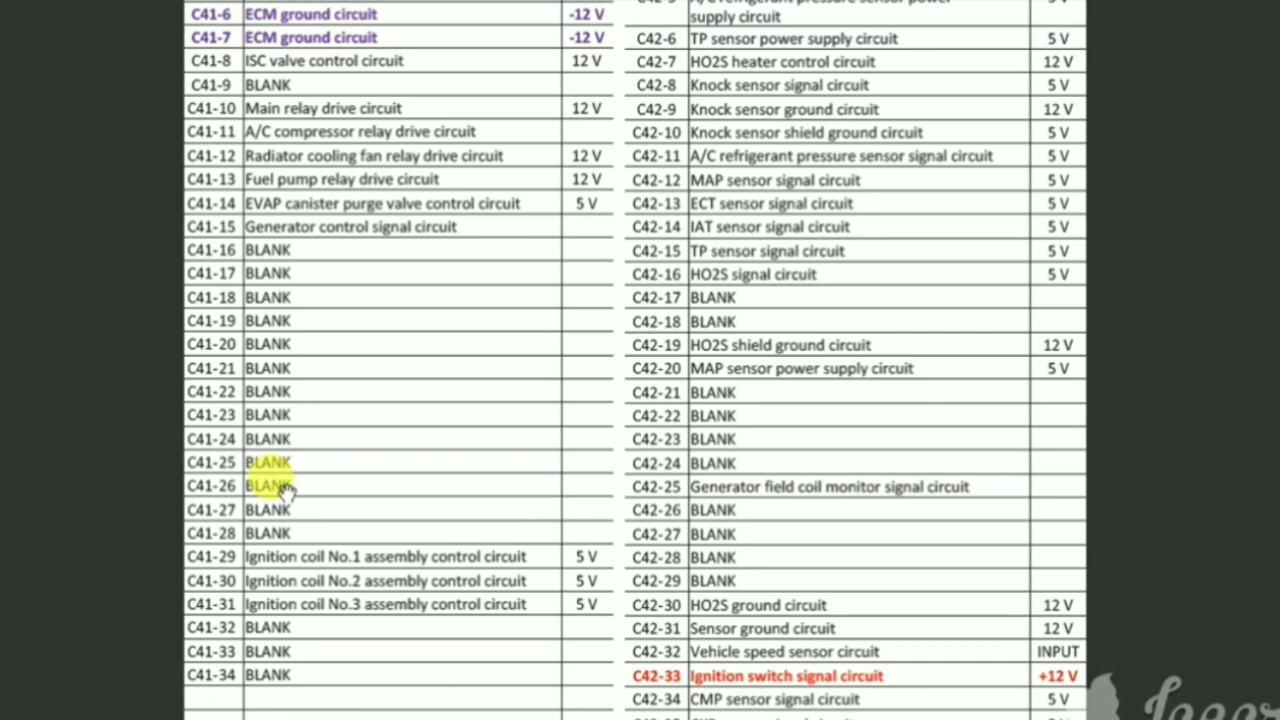 C41-6 ECM ground circuit -12 V
C41-7 ECM ground circuit -12 V
C41-8 ISC valve control circuit 12 V
C41-9 BLANK
C41-10 Main relay drive circuit 12 V
C41-11 A/C compressor relay drive circuit
C41-12 Radiator cooling fan relay drive circuit 12 V
C41-13 Fuel pump relay drive circuit 12 V
C41-14 EVAP canister purge valve control circuit 5 V
C41-15 Generator control signal circuit
C41-16 BLANK
C41-17 BLANK
C41-18 BLANK
C41-19 BLANK
C41-20 BLANK
C41-21 BLANK
C41-22 BLANK
C41-23 BLANK
C41-24 BLANK
C41-25 BLANK
C41-26 BLANK
C41-27 BLANK
C41-28 BLANK
C41-29 Ignition coil No.1 assembly control circuit 5 V
C41-30 Ignition coil No.2 assembly control circuit 5 V
C41-31 Ignition coil No.3 assembly control circuit 5 V
C41-32 BLANK
C41-33 BLANK
C41-34 BLANK
supply circuit
C42-6 TP sensor power supply circuit 5 V
C42-7 HO2S heater control circuit 12 V
C42-8 Knock sensor signal circuit 5 V
C42-9 Knock sensor ground circuit 12 V
C42-10 Knock sensor shield ground circuit 5 V
C42-11 A/C refrigerant pressure sensor signal circuit 5 V
C42-12 MAP sensor signal circuit 5 V
C42-13 ECT sensor signal circuit 5 V
C42-14 IAT sensor signal circuit 5 V
C42-15 TP sensor signal circuit 5 V
C42-16 HO2S signal circuit 5 V
C42-17 BLANK
C42-18 BLANK
C42-19 HO2S shield ground circuit 12 V
C42-20 MAP sensor power supply circuit 5 V
C42-21 BLANK
C42-22 BLANK
C42-23 BLANK
C42-24 BLANK
C42-25 Generator field coil monitor signal circuit
C42-26 BLANK
C42-27 BLANK
C42-28 BLANK
C42-29 BLANK
C42-30 HO2S ground circuit 12 V
C42-31 Sensor ground circuit 12 V
C42-32 Vehicle speed sensor circuit INPUT
C42-33 Ignition switch signal circuit +12 V
C42-34 CMP sensor signal circuit 5 V